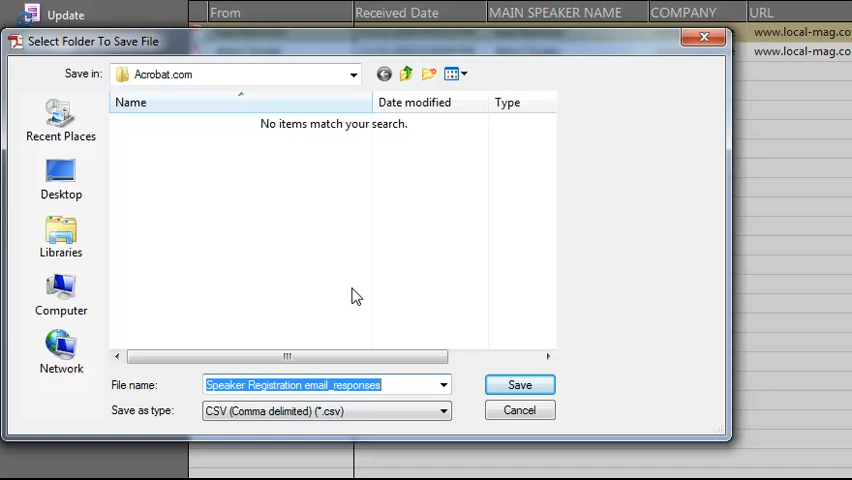 Update
From Received Date MAIN SPEAKER NAME COMPANY URL
Select Folder To Save File
www.local-mag.co
www.local-mag.co
Save in: Acrobat.com
Name Date modified Type
No items match your search.
Recent Places
Desktop
Libraries
Computer
Network
File name: Speaker Registration email_responses Save
Save as type: CSV (Comma delimited) (*.csv) Cancel